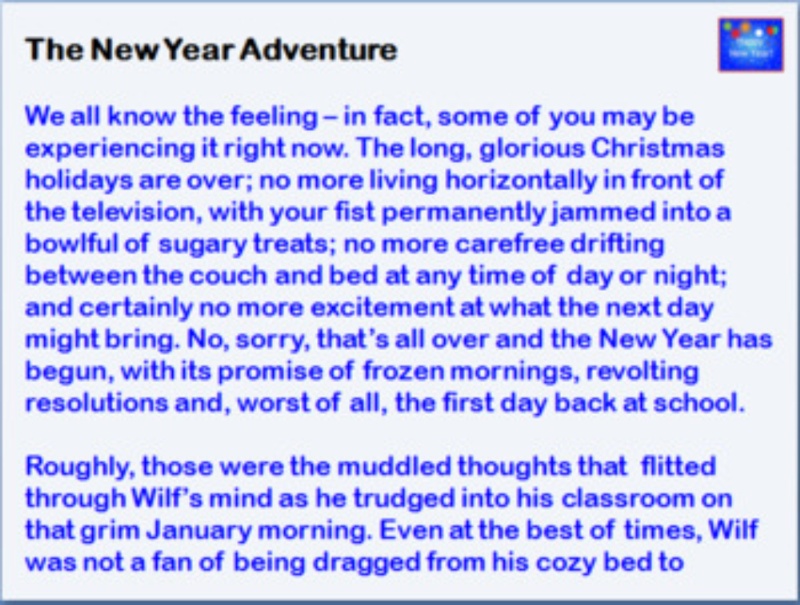 The New Year Adventure
Happy
New Year!
We all know the feeling – in fact, some of you may be
experiencing it right now. The long, glorious Christmas
holidays are over; no more living horizontally in front of
the television, with your fist permanently jammed into a
bowlful of sugary treats; no more carefree drifting
between the couch and bed at any time of day or night;
and certainly no more excitement at what the next day
might bring. No, sorry, that's all over and the New Year has
begun, with its promise of frozen mornings, revolting
resolutions and, worst of all, the first day back at school.
Roughly, those were the muddled thoughts that flitted
through Wilf's mind as he trudged into his classroom on
that grim January morning. Even at the best of times, Wilf
was not a fan of being dragged from his cozy bed to